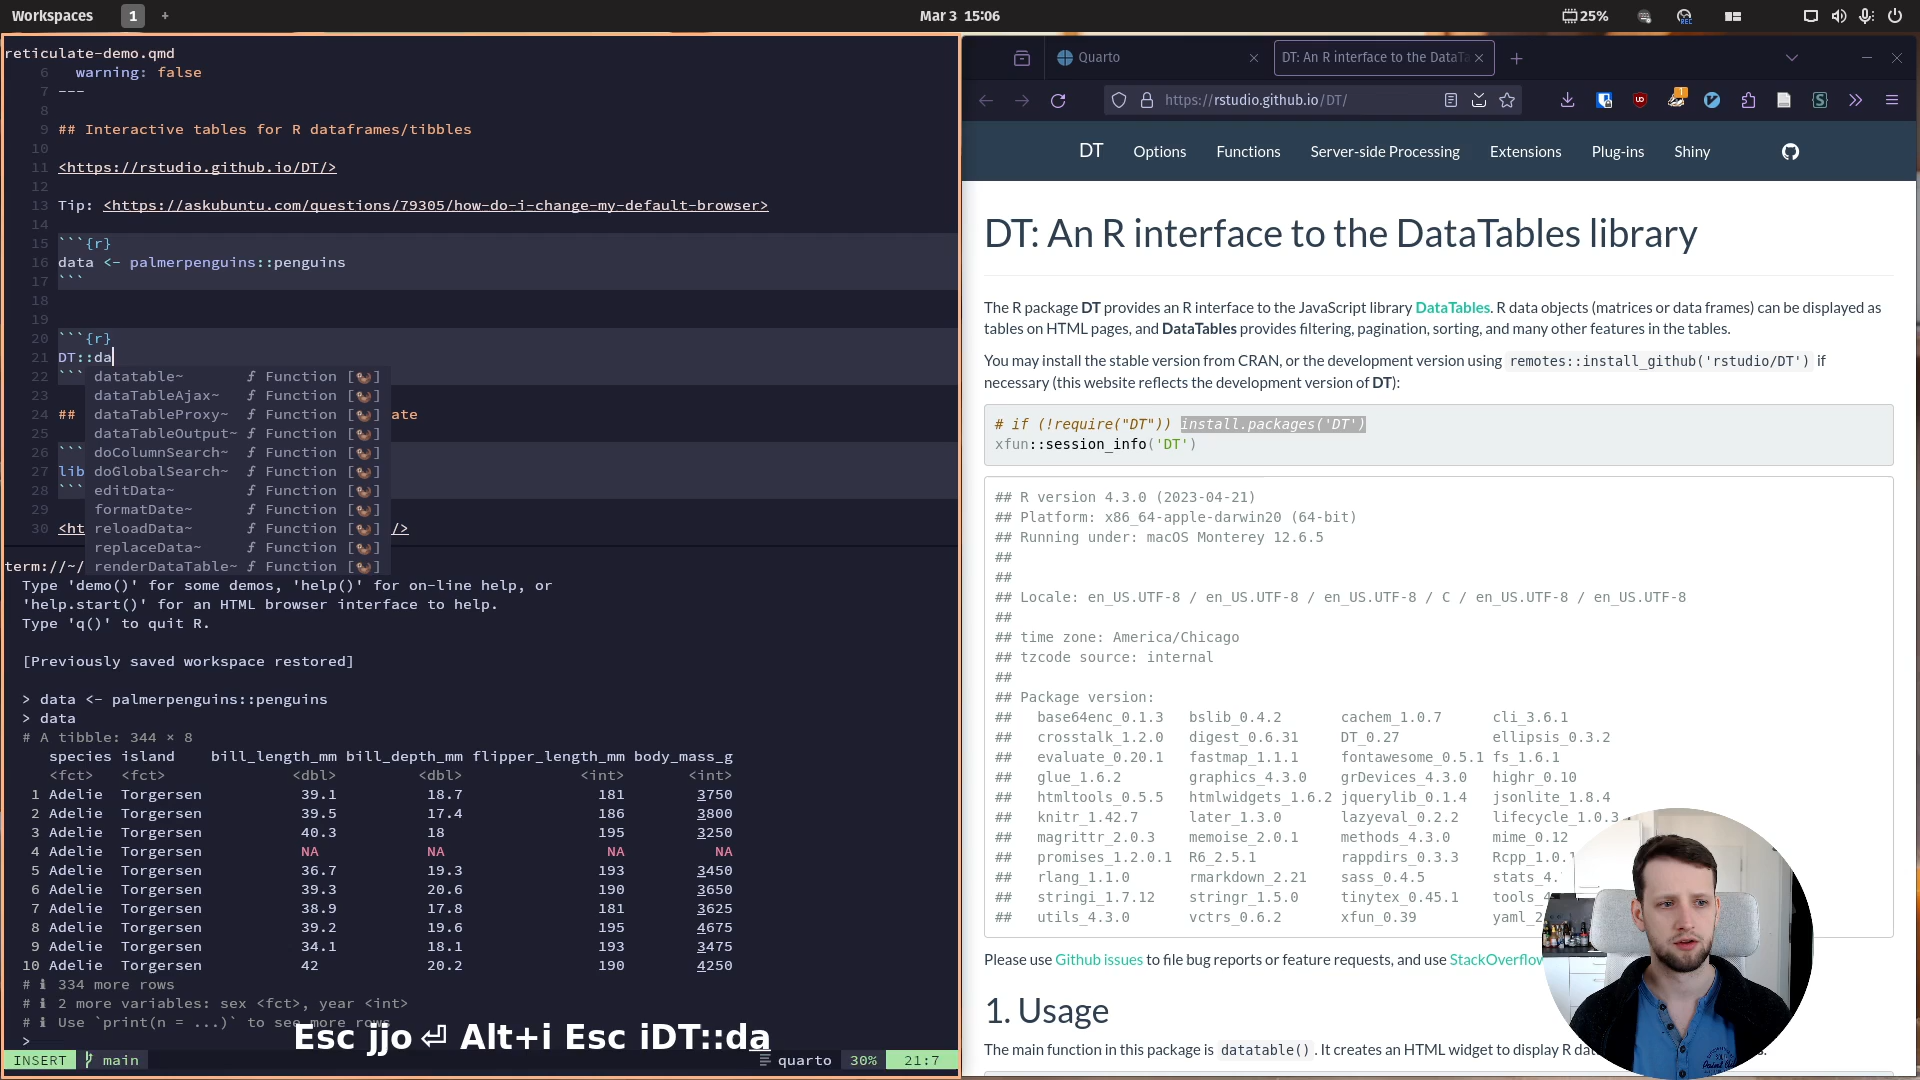 Workspaces 1 + Mar 3 15:06 25%
reticulate-demo.qmd
6 warning: false
7 ---
8
9 ## Interactive tables for R dataframes/tibbles
10
11 <https://rstudio.github.io/DT/>
12
13 Tip: <https://askubuntu.com/questions/79305/how-do-i-change-my-default-browser>
14
15 ```{r}
16 data <- palmerpenguins::penguins
17 ```
18
19
20 ```{r}
21 DT::da
22 ``` datatable~ ƒ Function [🦦]
23 dataTableAjax~ ƒ Function [🦦]
24 ## dataTableProxy~ ƒ Function [🦦] ate
25 dataTableOutput~ ƒ Function [🦦]
26 ``` doColumnSearch~ ƒ Function [🦦]
27 lib doGlobalSearch~ ƒ Function [🦦]
28 ``` editData~ ƒ Function [🦦]
29 formatDate~ ƒ Function [🦦]
30 <ht reloadData~ ƒ Function [🦦] />
replaceData~ ƒ Function [🦦]
term://~/ renderDataTable~ ƒ Function [🦦]
Type 'demo()' for some demos, 'help()' for on-line help, or
'help.start()' for an HTML browser interface to help.
Type 'q()' to quit R.
[Previously saved workspace restored]
> data <- palmerpenguins::penguins
> data
# A tibble: 344 × 8
species island bill_length_mm bill_depth_mm flipper_length_mm body_mass_g
<fct> <fct> <dbl> <dbl> <int> <int>
1 Adelie Torgersen 39.1 18.7 181 3750
2 Adelie Torgersen 39.5 17.4 186 3800
3 Adelie Torgersen 40.3 18 195 3250
4 Adelie Torgersen NA NA NA NA
5 Adelie Torgersen 36.7 19.3 193 3450
6 Adelie Torgersen 39.3 20.6 190 3650
7 Adelie Torgersen 38.9 17.8 181 3625
8 Adelie Torgersen 39.2 19.6 195 4675
9 Adelie Torgersen 34.1 18.1 193 3475
10 Adelie Torgersen 42 20.2 190 4250
# ℹ 334 more rows
# ℹ 2 more variables: sex <fct>, year <int>
# ℹ Use `print(n = ...)` to see more rows
>
Esc jjo⏎ Alt+i Esc iDT::da
INSERT main quarto 30% 21:7
Quarto DT: An R interface to the DataTa
https://rstudio.github.io/DT/
DT Options Functions Server-side Processing Extensions Plug-ins Shiny
DT: An R interface to the DataTables library
The R package DT provides an R interface to the JavaScript library DataTables. R data objects (matrices or data frames) can be displayed as
tables on HTML pages, and DataTables provides filtering, pagination, sorting, and many other features in the tables.
You may install the stable version from CRAN, or the development version using remotes::install_github('rstudio/DT') if
necessary (this website reflects the development version of DT):
# if (!require("DT")) install.packages('DT')
xfun::session_info('DT')
## R version 4.3.0 (2023-04-21)
## Platform: x86_64-apple-darwin20 (64-bit)
## Running under: macOS Monterey 12.6.5
##
##
## Locale: en_US.UTF-8 / en_US.UTF-8 / en_US.UTF-8 / C / en_US.UTF-8 / en_US.UTF-8
##
## time zone: America/Chicago
## tzcode source: internal
##
## Package version:
## base64enc_0.1.3 bslib_0.4.2 cachem_1.0.7 cli_3.6.1
## crosstalk_1.2.0 digest_0.6.31 DT_0.27 ellipsis_0.3.2
## evaluate_0.20.1 fastmap_1.1.1 fontawesome_0.5.1 fs_1.6.1
## glue_1.6.2 graphics_4.3.0 grDevices_4.3.0 highr_0.10
## htmltools_0.5.5 htmlwidgets_1.6.2 jquerylib_0.1.4 jsonlite_1.8.4
## knitr_1.42.7 later_1.3.0 lazyeval_0.2.2 lifecycle_1.0.3
## magrittr_2.0.3 memoise_2.0.1 methods_4.3.0 mime_0.12
## promises_1.2.0.1 R6_2.5.1 rappdirs_0.3.3 Rcpp_1.0.
## rlang_1.1.0 rmarkdown_2.21 sass_0.4.5 stats_4.
## stringi_1.7.12 stringr_1.5.0 tinytex_0.45.1 tools_4
## utils_4.3.0 vctrs_0.6.2 xfun_0.39 yaml_2
Please use Github issues to file bug reports or feature requests, and use StackOverflow
1. Usage
The main function in this package is datatable(). It creates an HTML widget to display R da